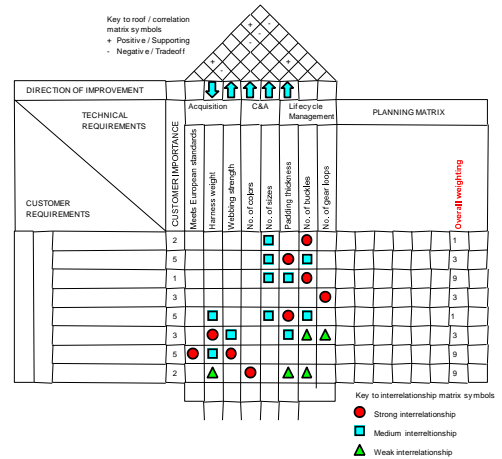 Key to roof / correlation
matrix symbols
+ Positive / Supporting
- Negative / Tradeoff
+
-
-
+
-
+
DIRECTION OF IMPROVEMENT
TECHNICAL
REQUIREMENTS
CUSTOMER
REQUIREMENTS
CUSTOMER IMPORTANCE
Acquisition
C&A
Lifecycle
Management
PLANNING MATRIX
Meets European standards
Harness weight
Webbing strength
No. of colors
No. of sizes
Padding thickness
No. of buckles
No. of gear loops
Overall weighting
2 1
5 3
1 9
3 3
5 1
3 3
5 9
2 9
Key to interrelationship matrix symbols
Strong interrelationship
Medium interreltionship
Weak interrelationship